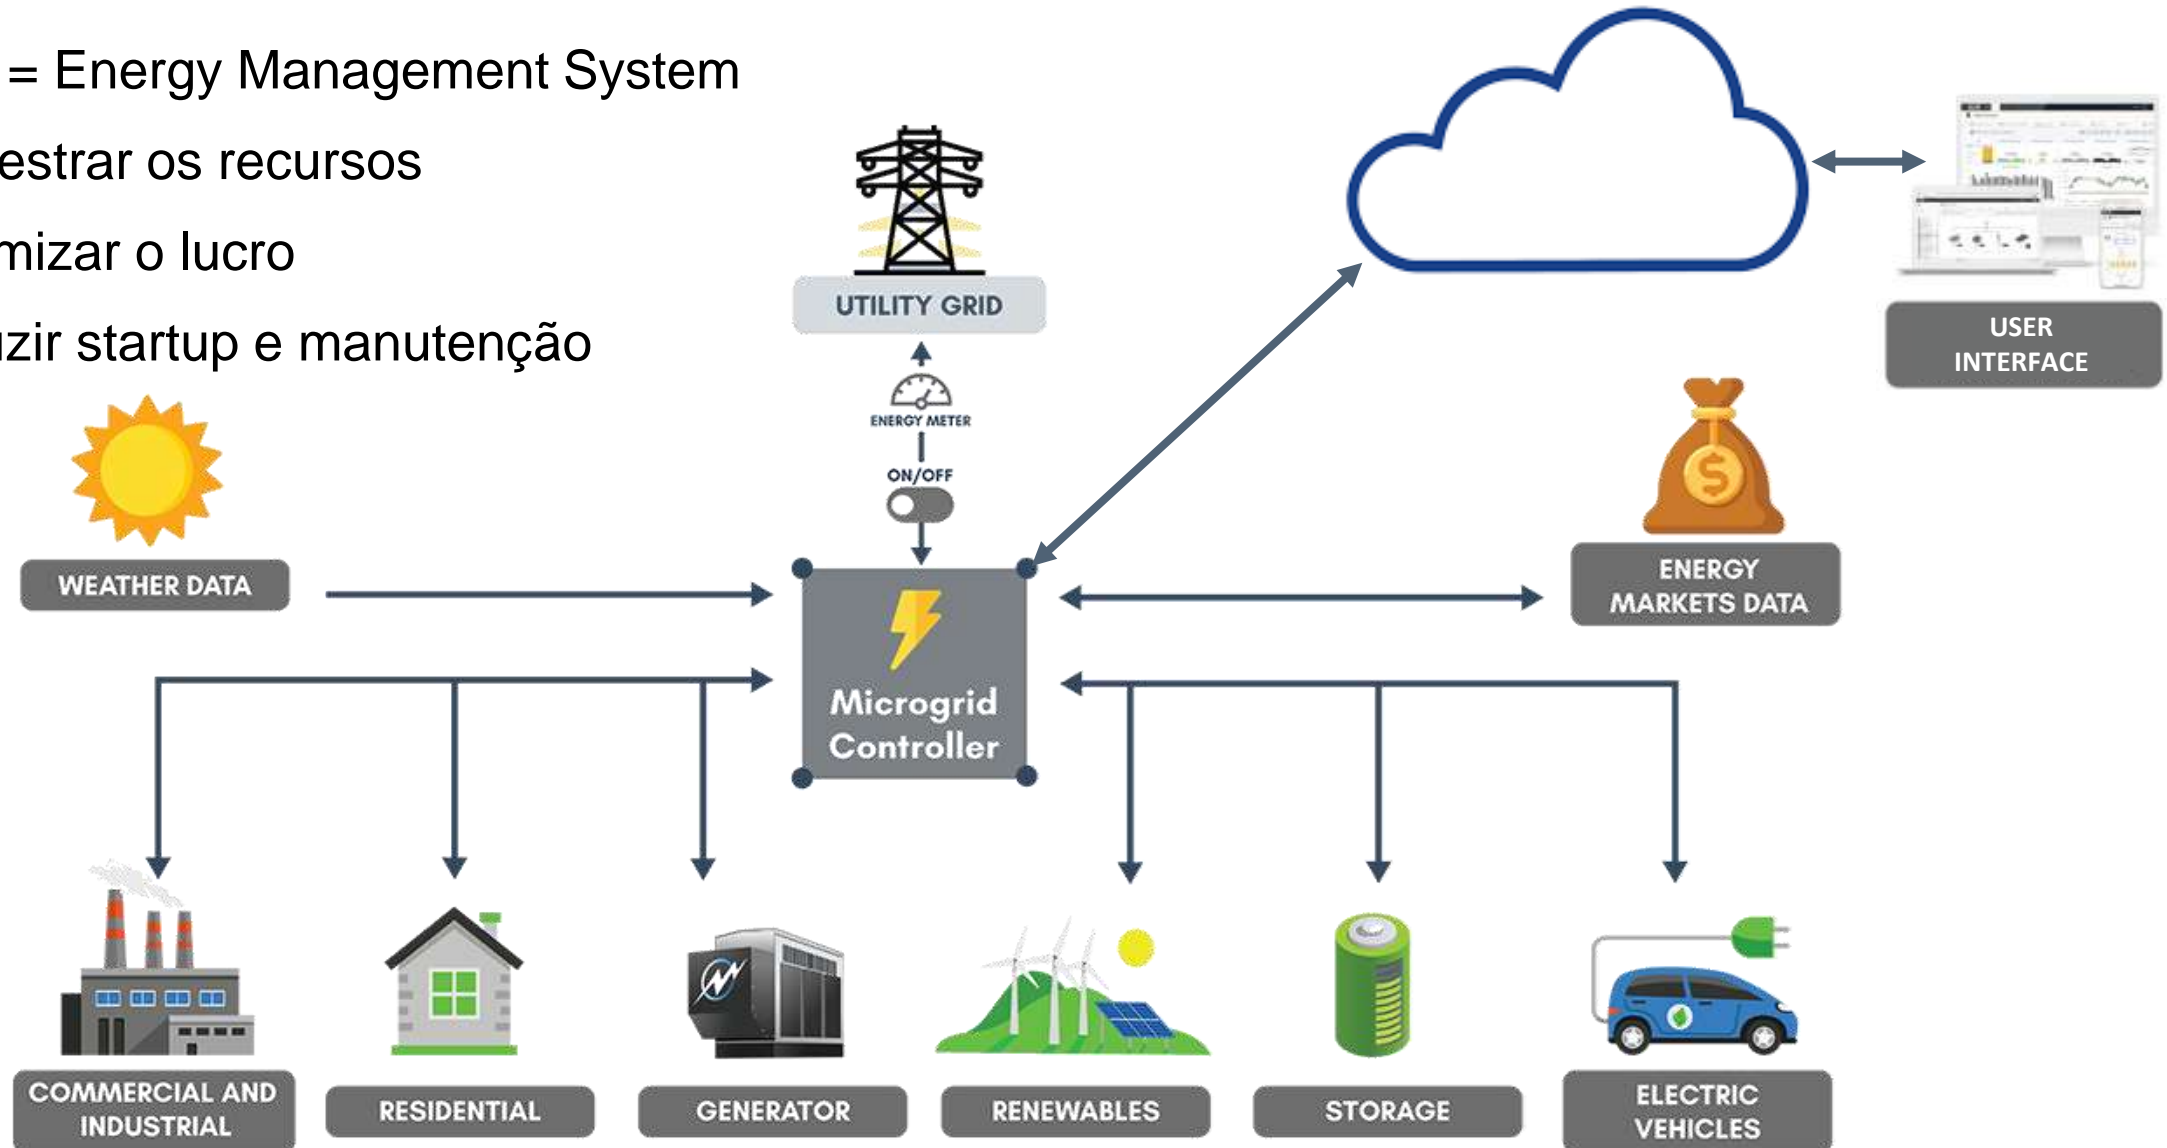 = Energy Management System
estrar os recursos
mizar o lucro
uzir startup e manutenção
UTILITY GRID
ENERGY METER
ON/OFF
USER
INTERFACE
WEATHER DATA
ENERGY
MARKETS DATA
Microgrid
Controller
COMMERCIAL AND
INDUSTRIAL
RESIDENTIAL
GENERATOR
RENEWABLES
STORAGE
ELECTRIC
VEHICLES